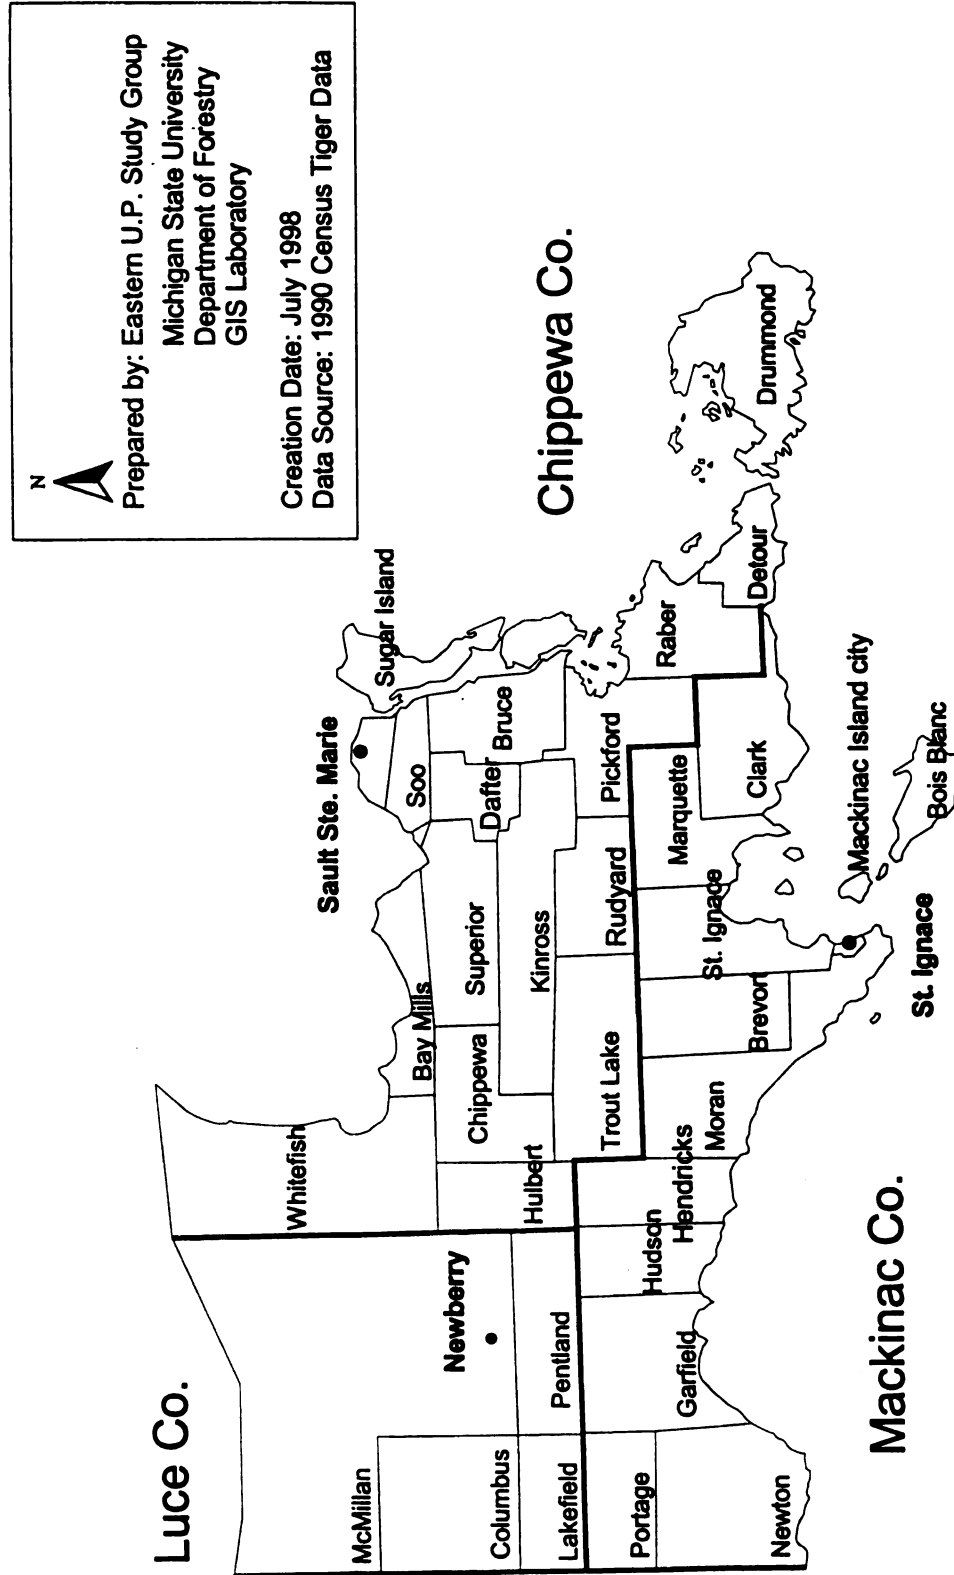 N
Prepared by: Eastern U.P. Study Group
Michigan State University
Department of Forestry
GIS Laboratory
Creation Date: July 1998
Data Source: 1990 Census Tiger Data
Luce Co.
Chippewa Co.
Mackinac Co.
Whitefish
McMillan
Newberry
Columbus
Lakefield
Pentland
Hulbert
Chippewa
Bay Mills
Superior
Sault Ste. Marie
Sugar Island
Soo
Dafter
Bruce
Kinross
Trout Lake
Rudyard
Pickford
Raber
Detour
Drummond
Portage
Newton
Garfield
Hudson
Hendricks
Moran
Brevort
St. Ignace
Marquette
Clark
St. Ignace
Mackinac Island city
Bois Blanc